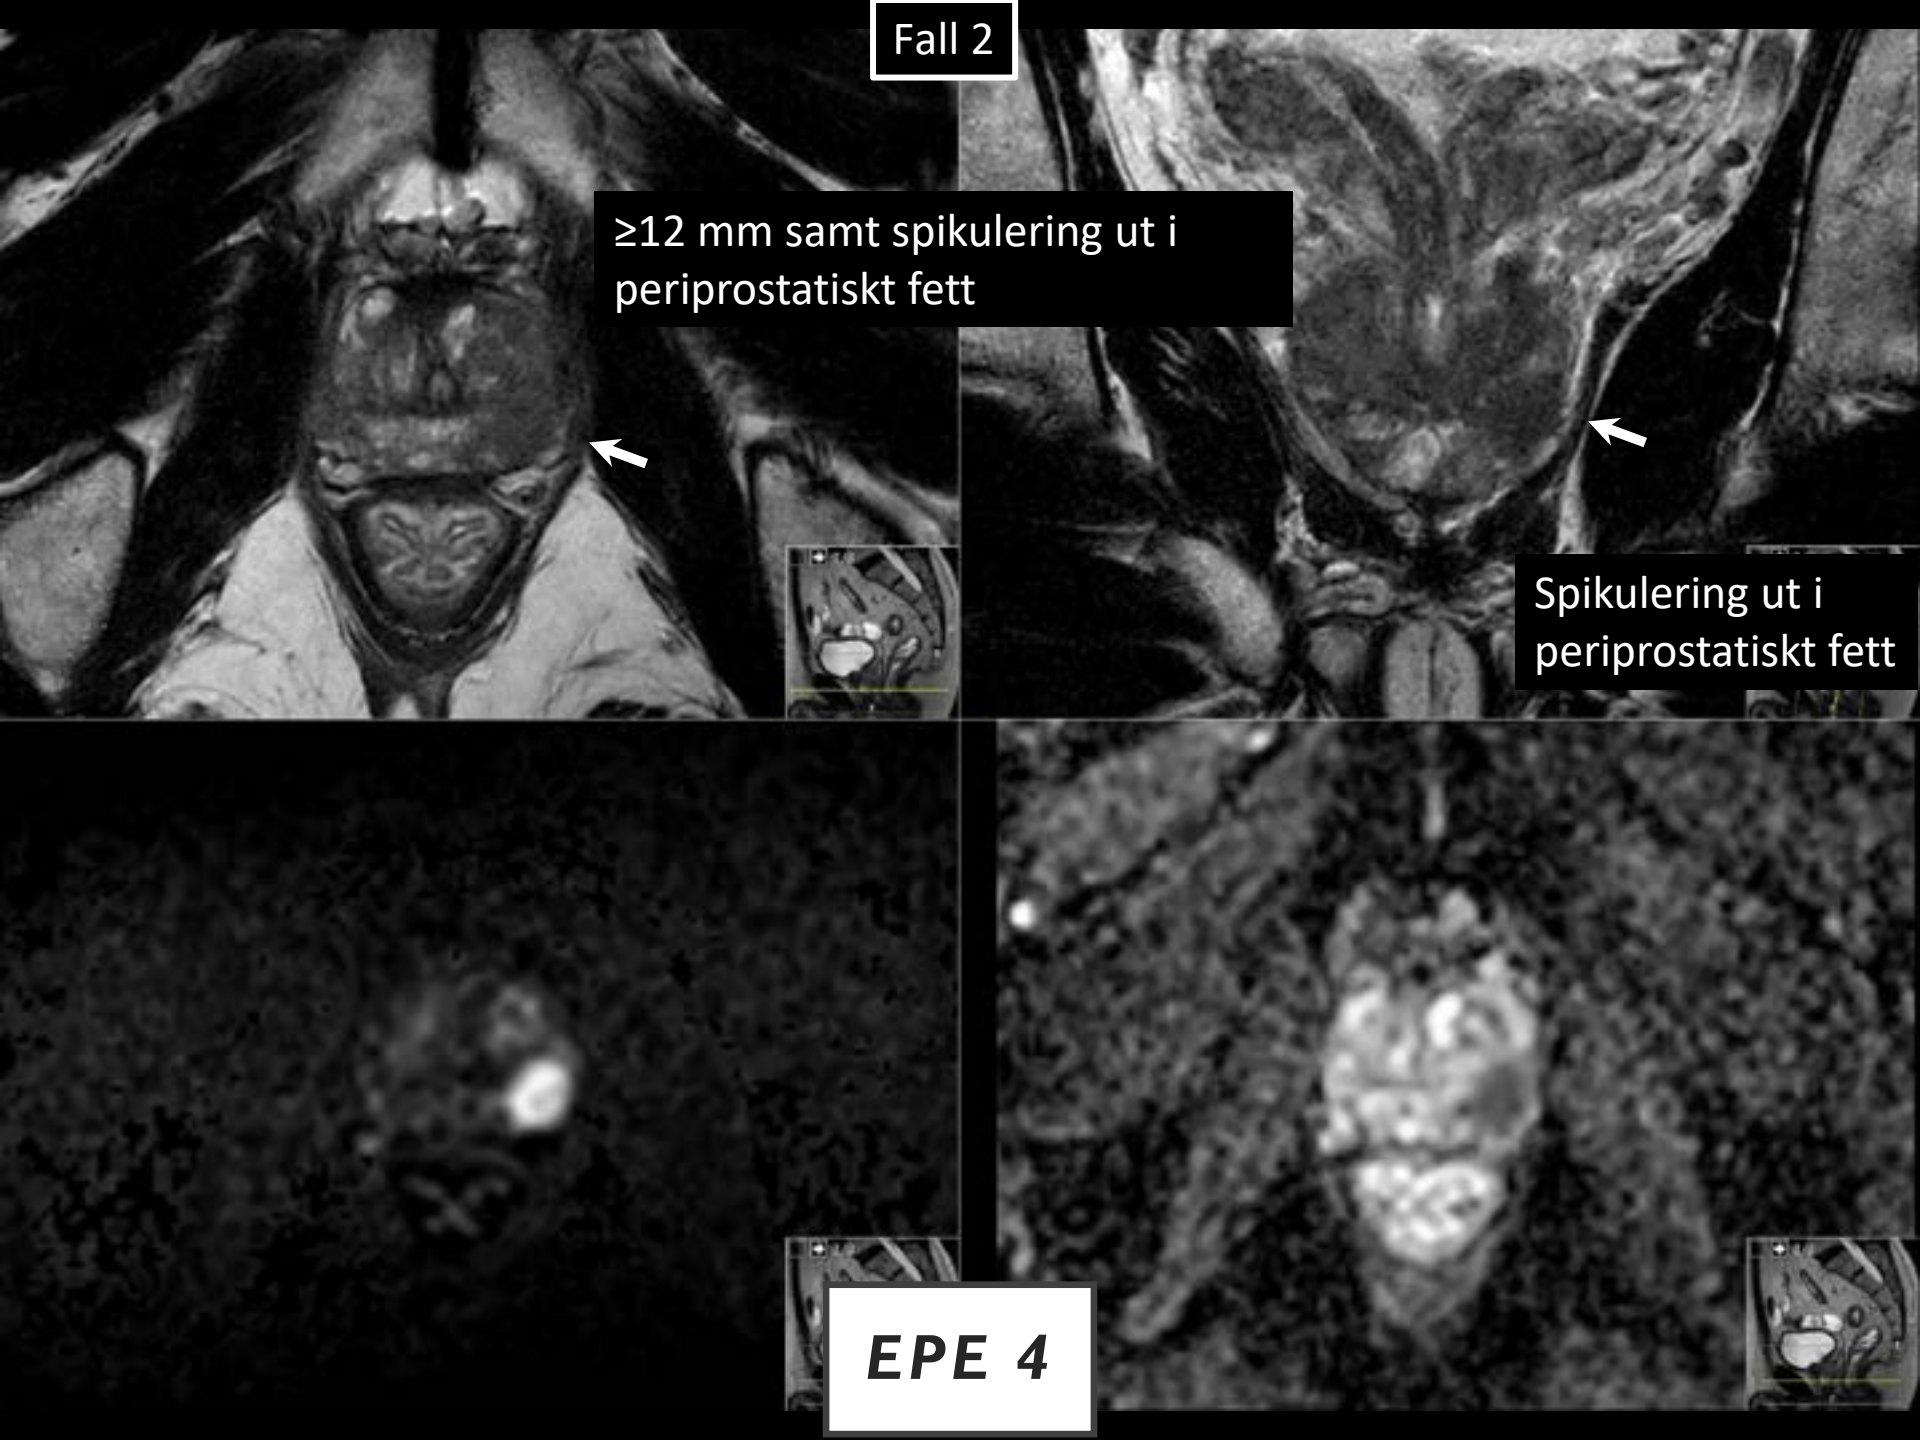 Fall 2
≥12 mm samt spikulering ut i
periprostatiskt fett
Spikulering ut i
periprostatiskt fett
EPE 4